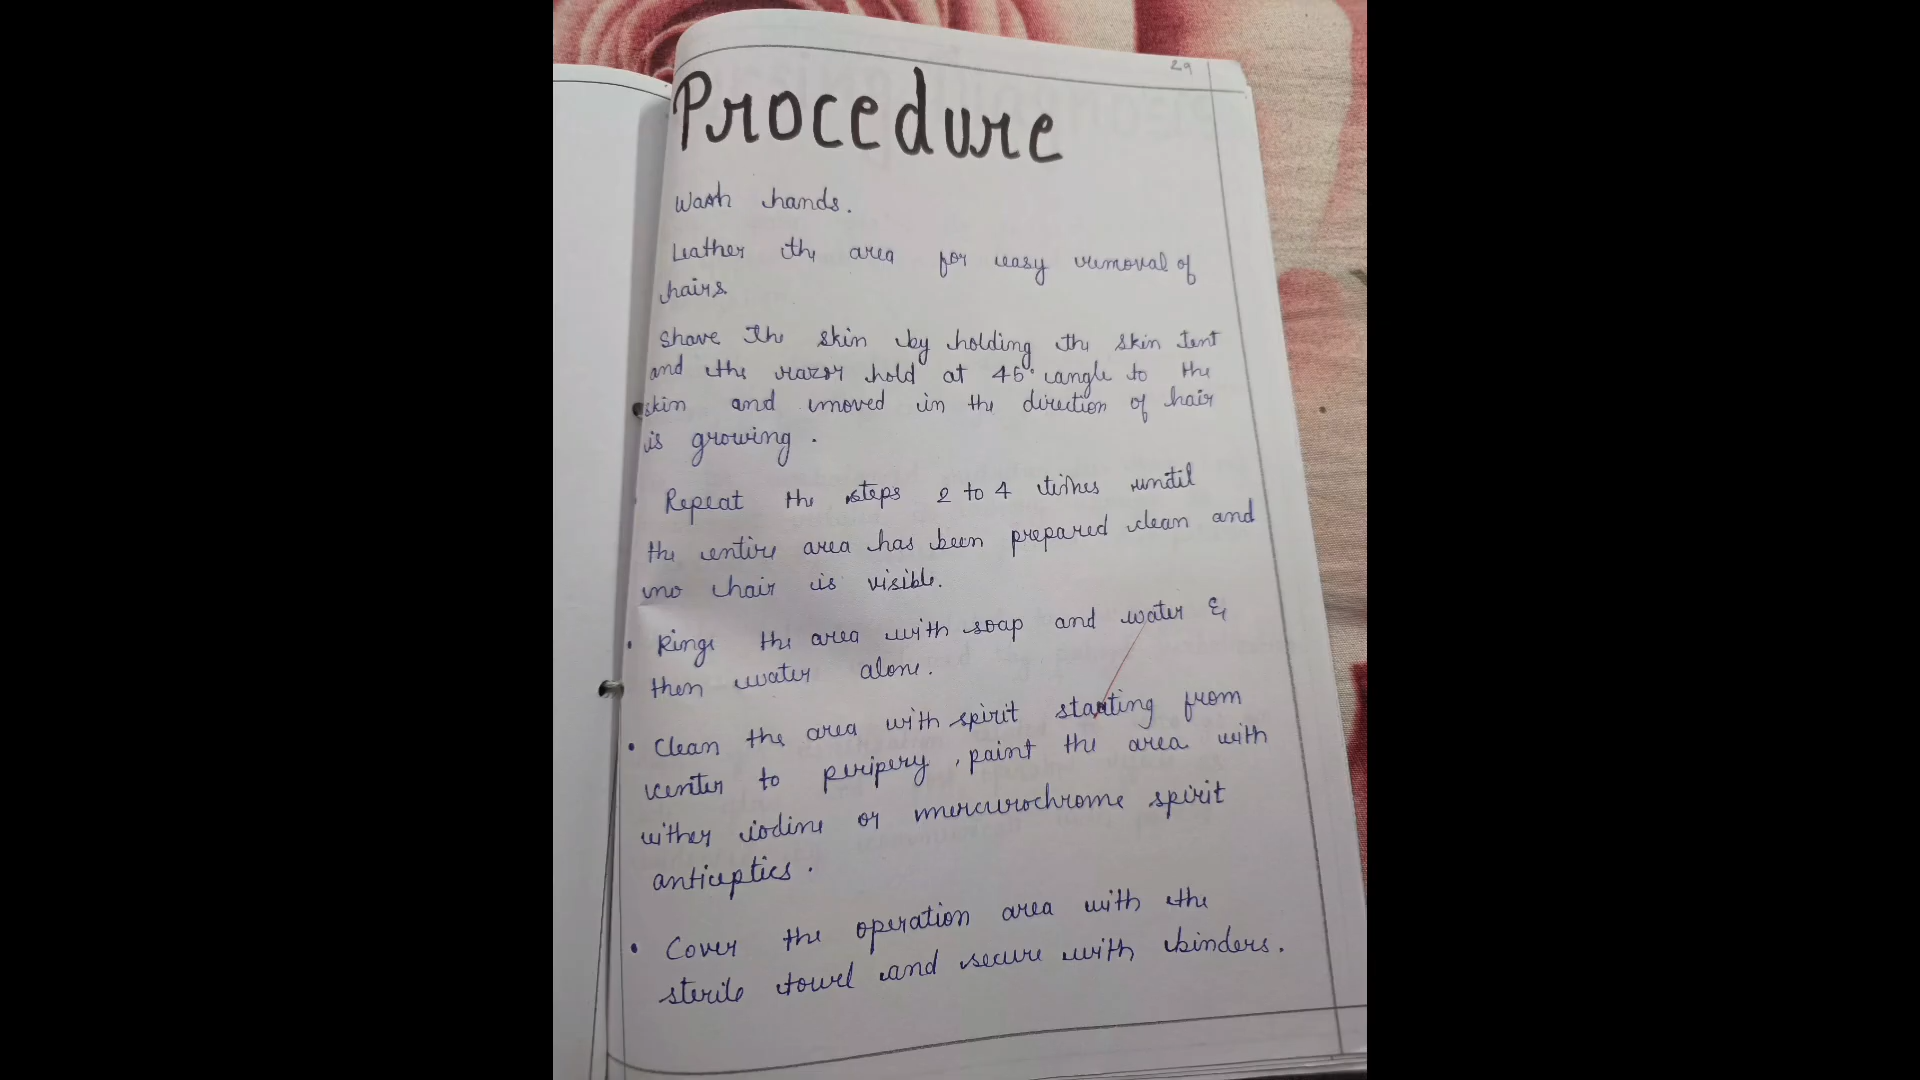 29
Procedure
Wash hands.
Leather the area for easy removal of
hairs.
Shave the skin by holding the skin tent
and the razor hold at 45° angle to the
skin and moved in the direction of hair
is growing.
Repeat the steps 2 to 4 times until
the entire area has been prepared clean and
no hair is visible.
• Rings the area with soap and water &
then water alone.
• Clean the area with spirit starting from
center to peripery, paint the area with
either iodine or mercurochrome spirit
anticeptics.
• Cover the operation area with the
sterile towel and secure with binders.